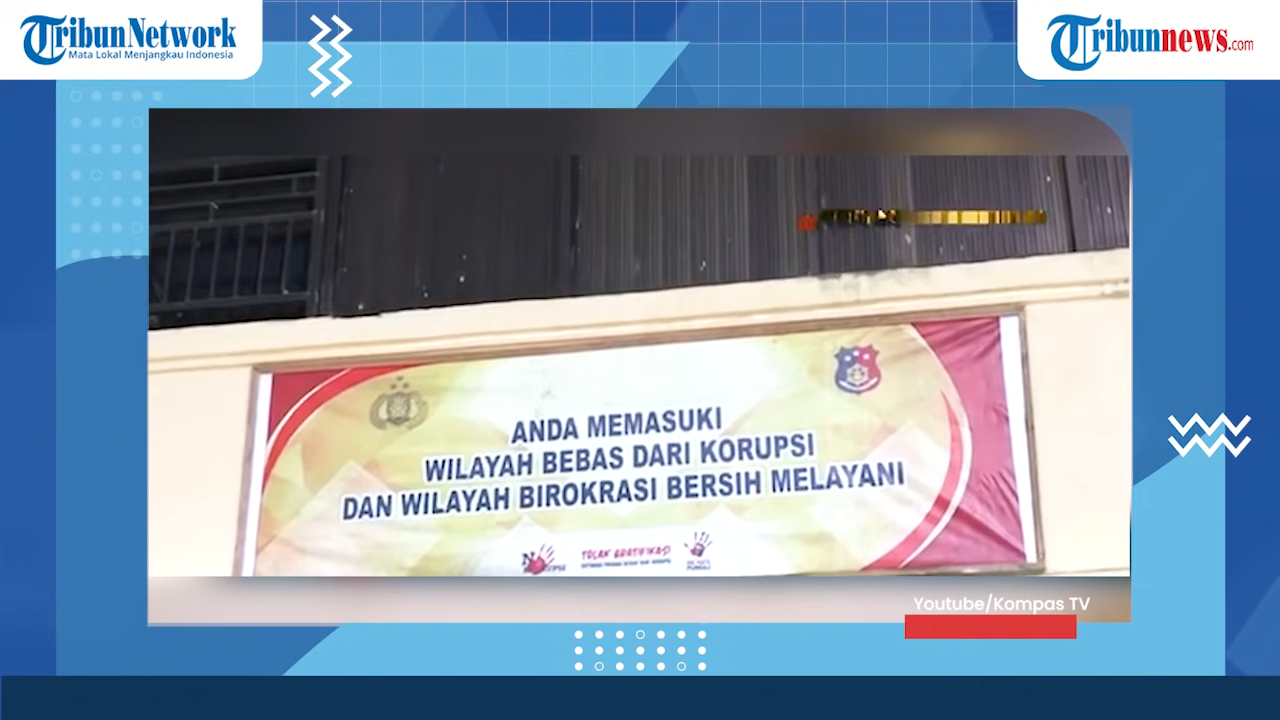 TribunNetwork
Mata Lokal Menjangkau Indonesia
Tribunnews.com
ANDA MEMASUKI
WILAYAH BEBAS DARI KORUPSI
DAN WILAYAH BIROKRASI BERSIH MELAYANI
TOLAK GRATIFIKASI
PUNGLI
Youtube/Kompas TV